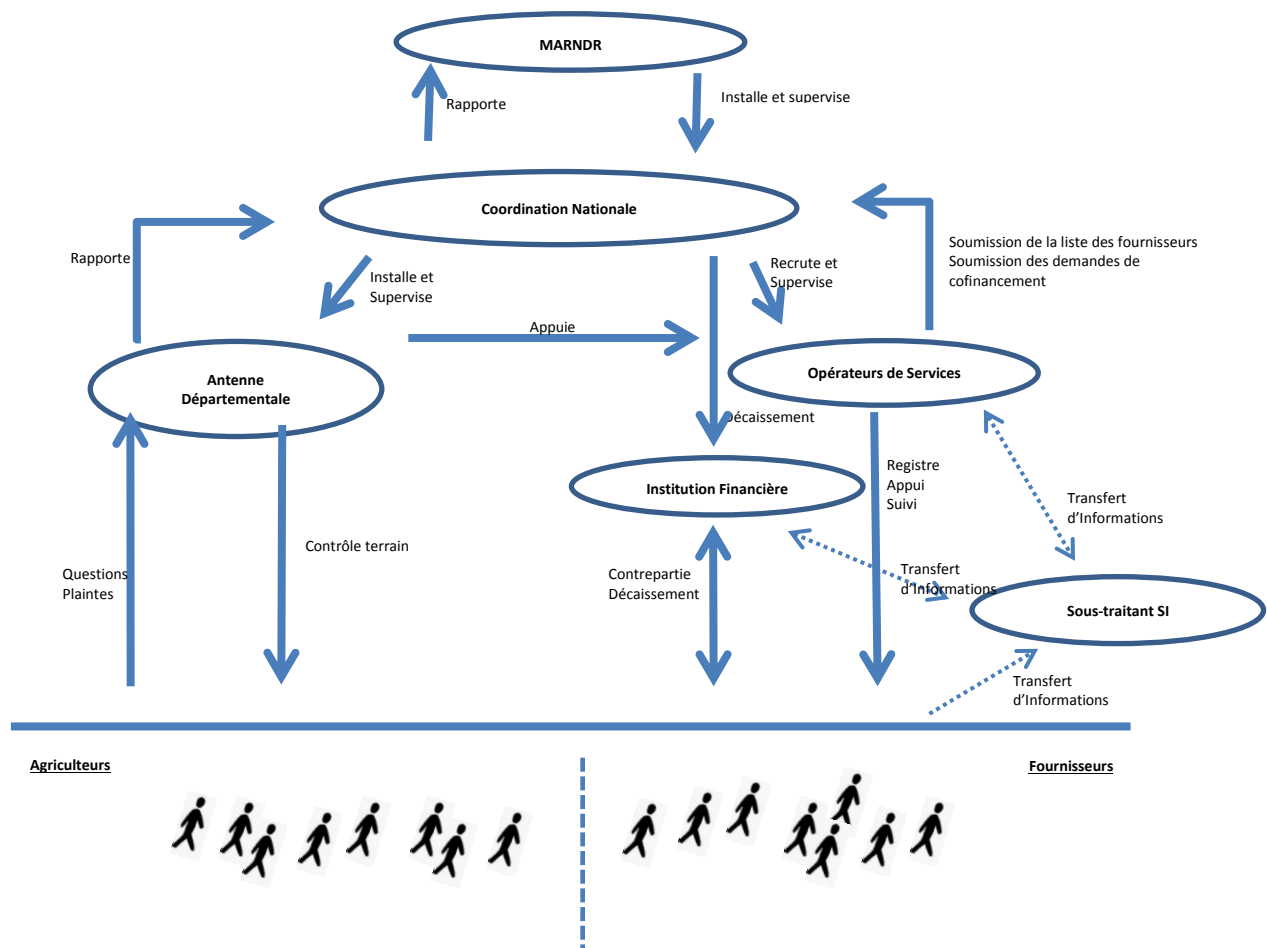 MARNDR
Rapporte
Installe et supervise
Coordination Nationale
Rapporte
Installe et
Supervise
Recrute et
Supervise
Soumission de la liste des fournisseurs
Soumission des demandes de
cofinancement
Appuie
Antenne
Départementale
Opérateurs de Services
Décaissement
Registre
Appui
Suivi
Institution Financière
Transfert
d'Informations
Contrôle terrain
Questions
Plaintes
Contrepartie
Décaissement
Transfert
d'Informations
Sous-traitant SI
Transfert
d'Informations
Agriculteurs
Fournisseurs